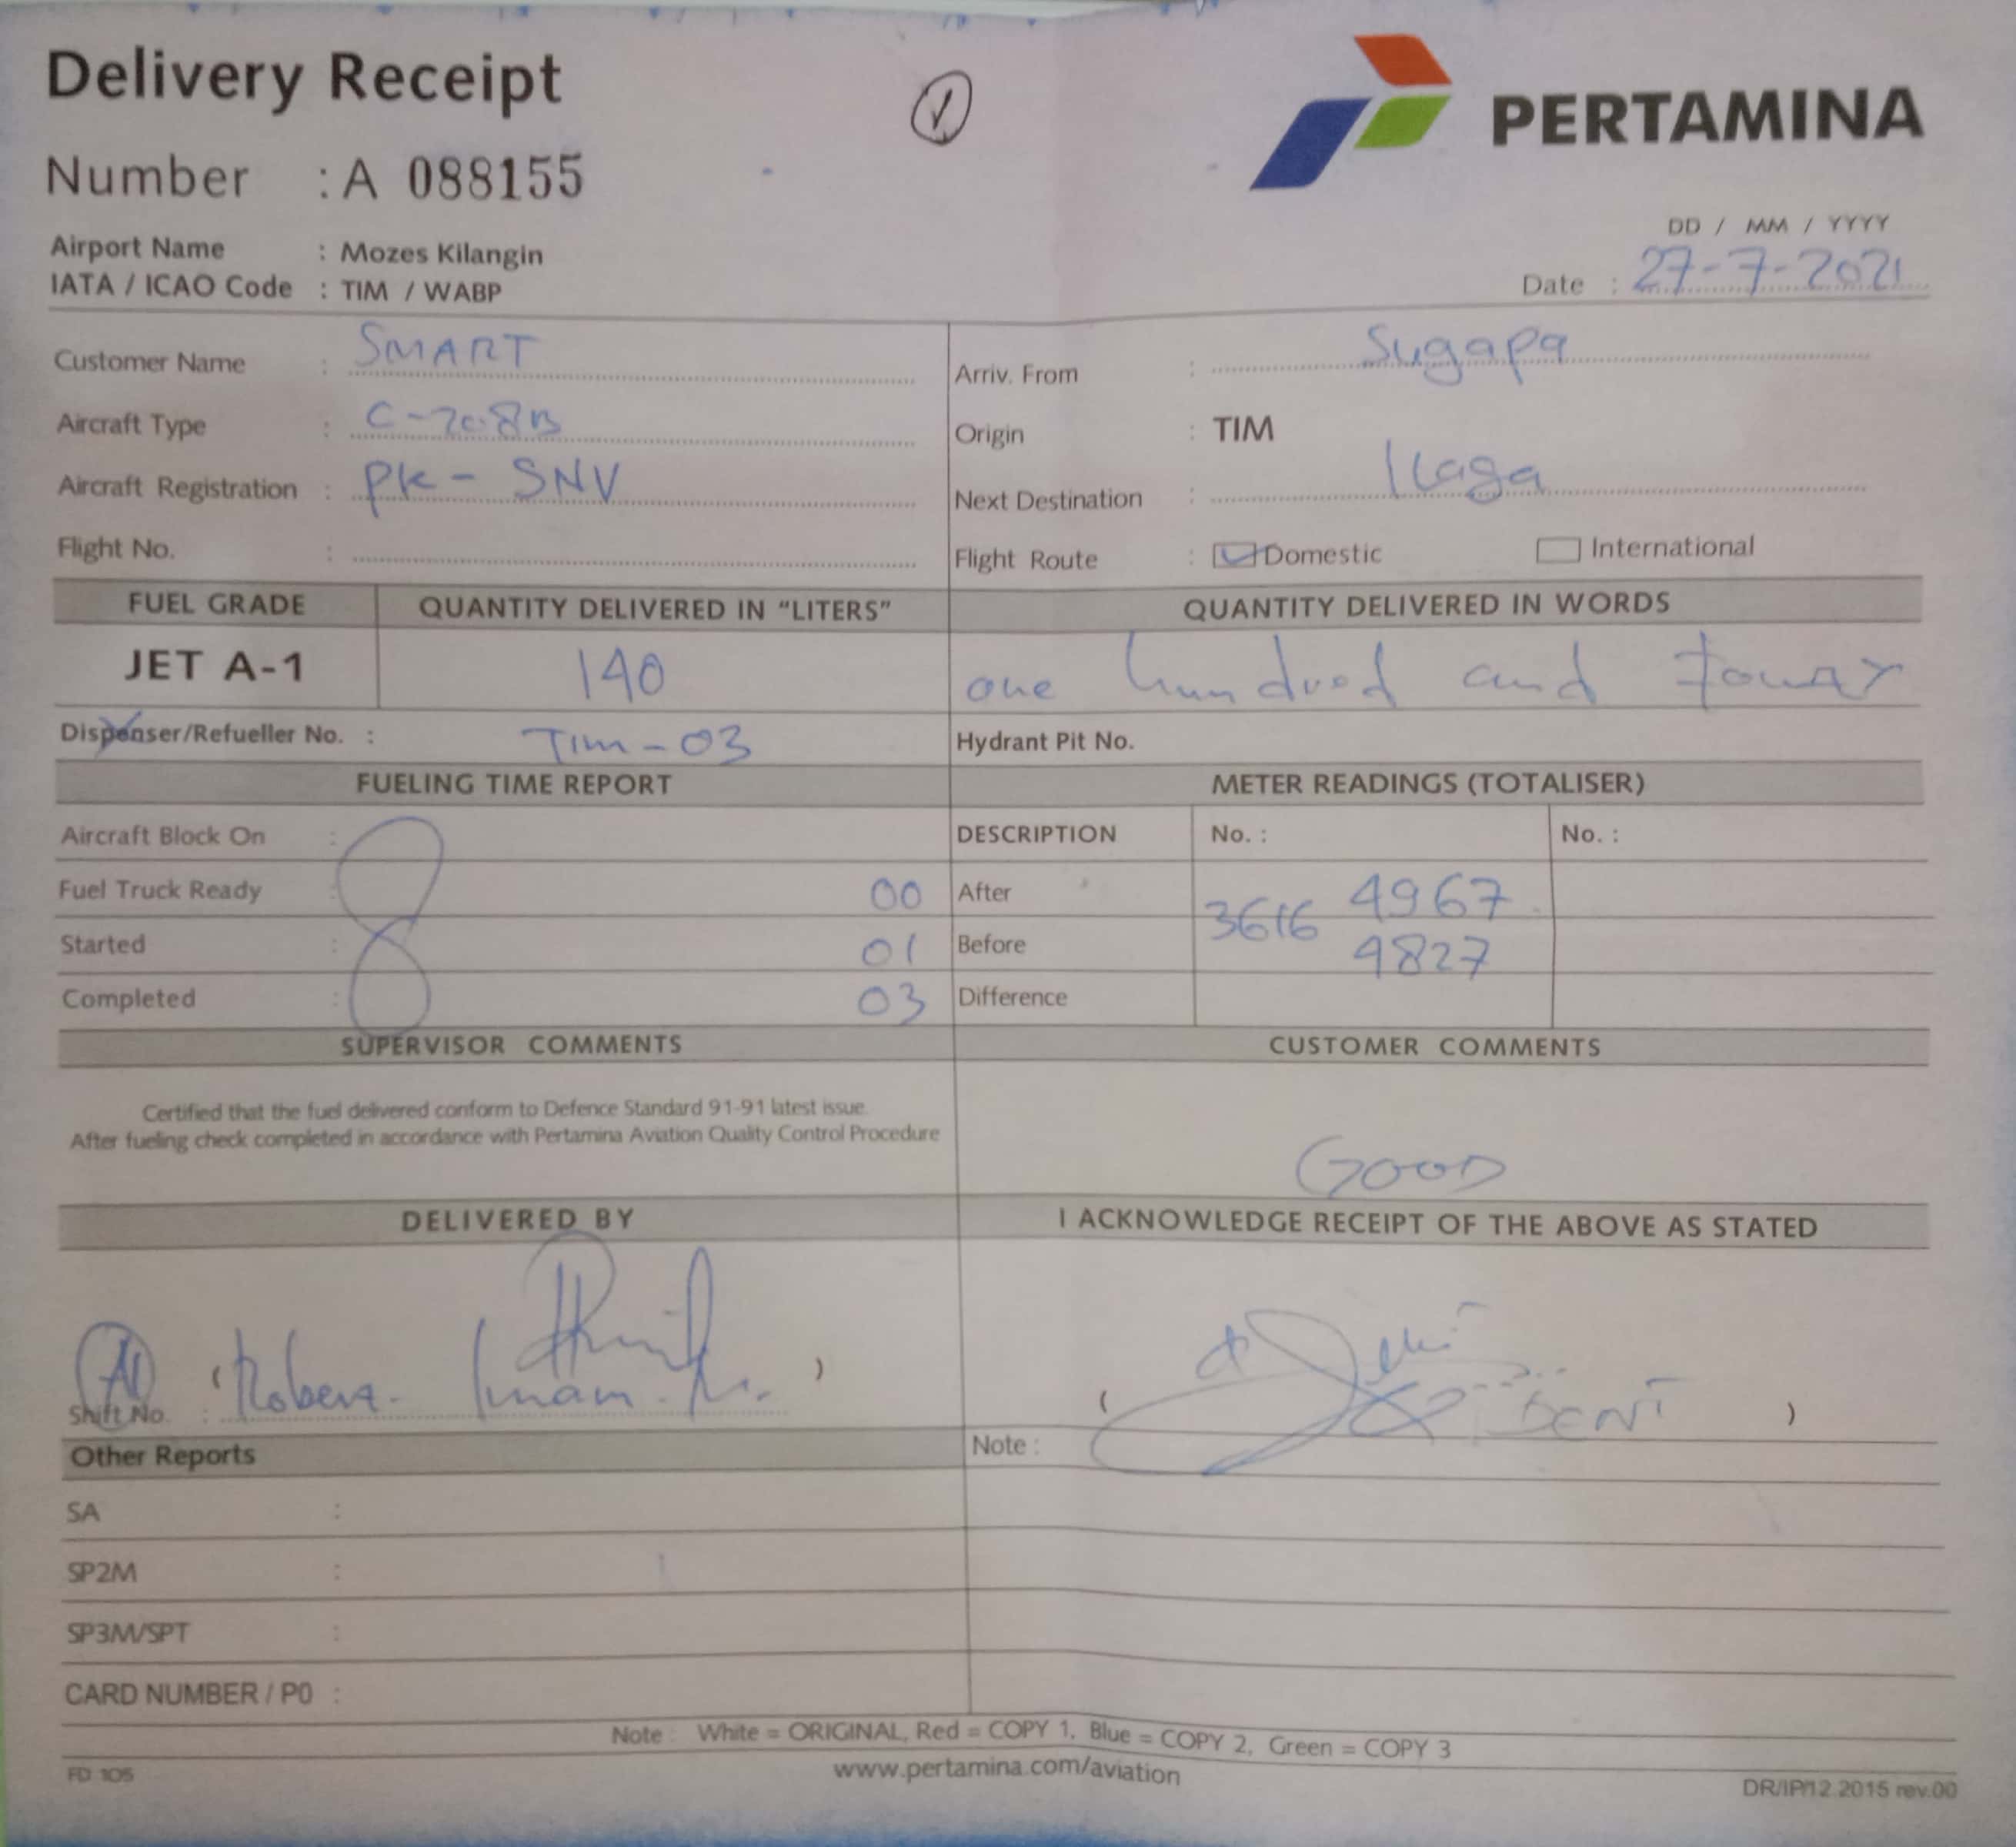 Delivery Receipt
PERTAMINA
Number : A 088155
Airport Name : Mozes Kilangin
IATA / ICAO Code : TIM / WABP
DD / MM / YYYY
Date : 27-7-2021
Customer Name : SMART
Aircraft Type : C-208B
Aircraft Registration : PK - SNV
Flight No. :
Arriv. From : Sugapa
Origin : TIM
Next Destination : Ilaga
Flight Route : Domestic International
FUEL GRADE QUANTITY DELIVERED IN "LITERS" QUANTITY DELIVERED IN WORDS
JET A-1 140 one hundred and
Dispenser/Refueller No. : TIM - 03 Hydrant Pit No.
FUELING TIME REPORT METER READINGS (TOTALISER)
Aircraft Block On : DESCRIPTION No. : No. :
Fuel Truck Ready : 00 After 3616 4967
Started : 01 Before 4827
Completed : 03 Difference
8
SUPERVISOR COMMENTS CUSTOMER COMMENTS
Certified that the fuel delivered conform to Defence Standard 91-91 latest issue.
After fueling check completed in accordance with Pertamina Aviation Quality Control Procedure
GOOD
DELIVERED BY I ACKNOWLEDGE RECEIPT OF THE ABOVE AS STATED
Shift No. : ( )
( )
Other Reports Note :
SA :
SP2M :
SP3M/SPT :
CARD NUMBER / P0 :
Note : White = ORIGINAL, Red = COPY 1, Blue = COPY 2, Green = COPY 3
www.pertamina.com/aviation
FD 105
DR/IP/12.2015 rev.00